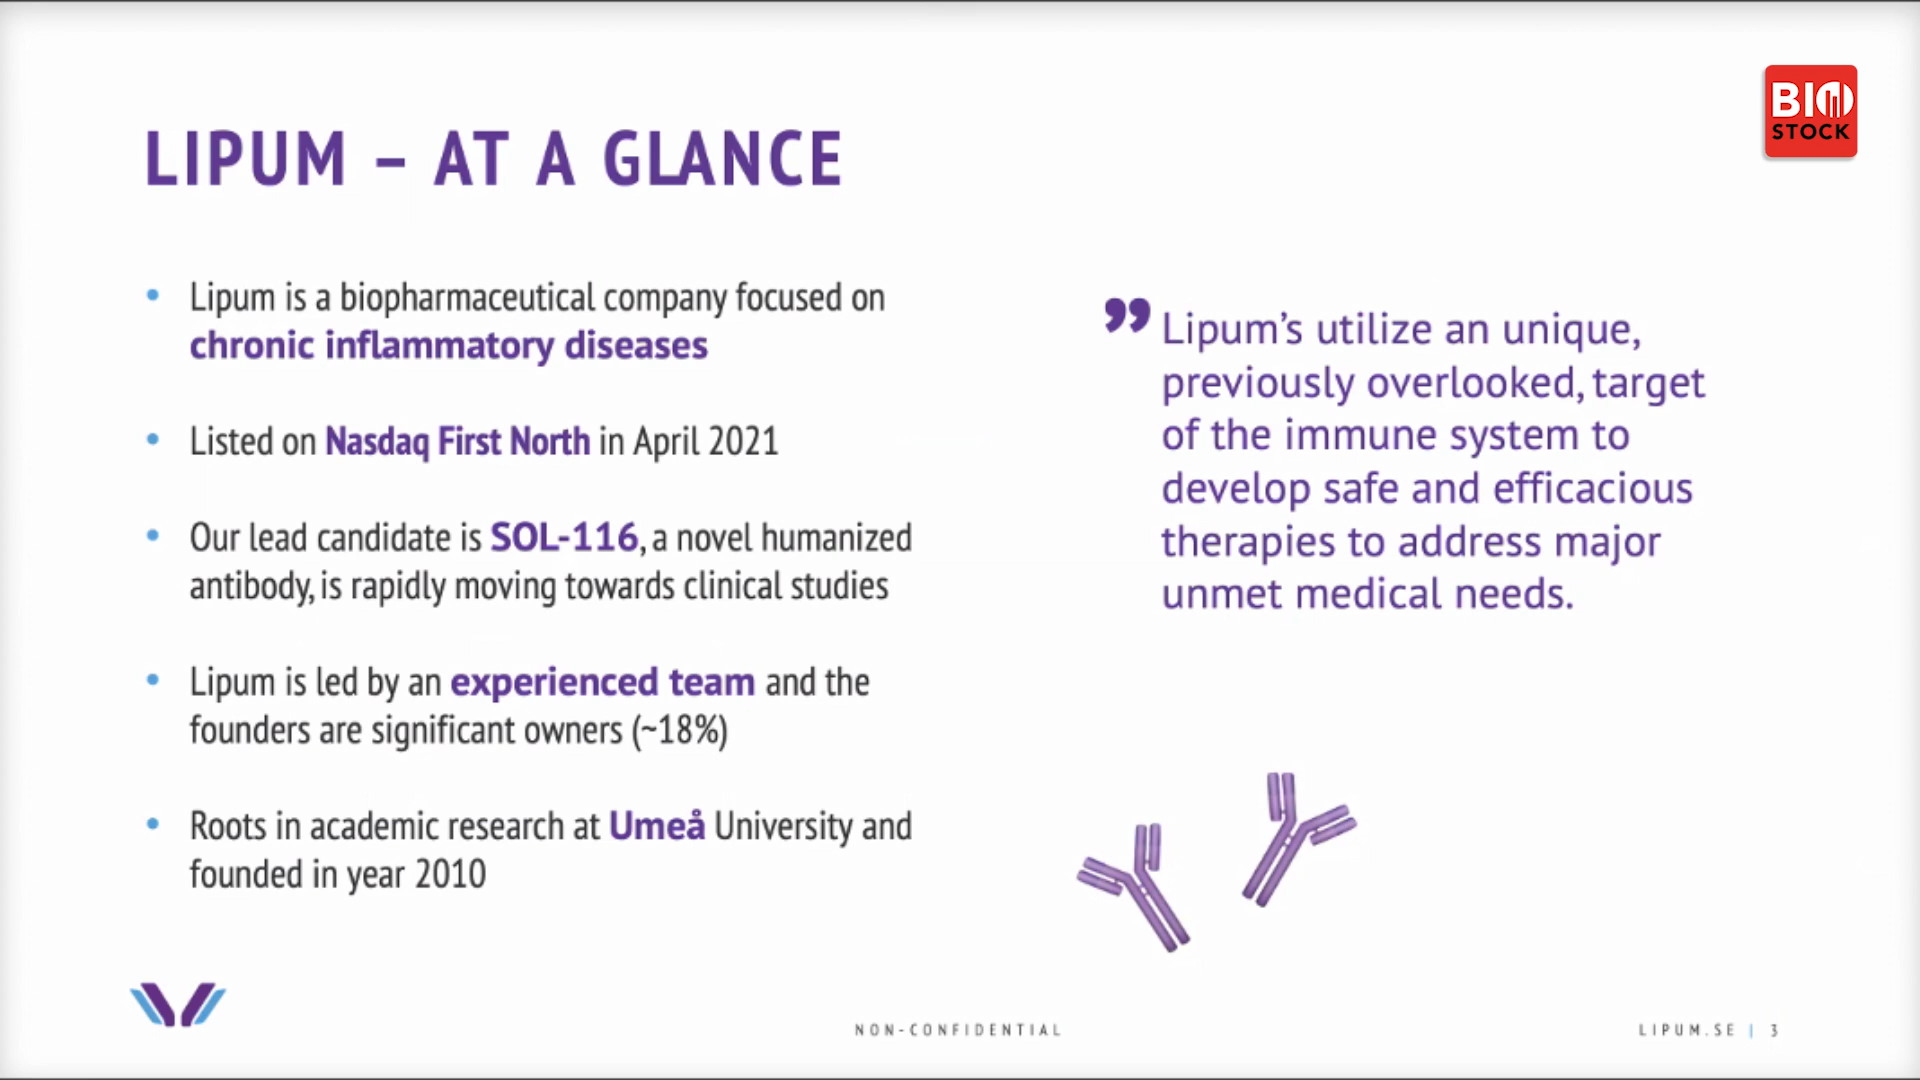 BIO
STOCK
LIPUM – AT A GLANCE
• Lipum is a biopharmaceutical company focused on
chronic inflammatory diseases
• Listed on Nasdaq First North in April 2021
• Our lead candidate is SOL-116, a novel humanized
antibody, is rapidly moving towards clinical studies
• Lipum is led by an experienced team and the
founders are significant owners (~18%)
• Roots in academic research at Umeå University and
founded in year 2010
” Lipum’s utilize an unique,
previously overlooked, target
of the immune system to
develop safe and efficacious
therapies to address major
unmet medical needs.
NON-CONFIDENTIAL
LIPUM.SE | 3